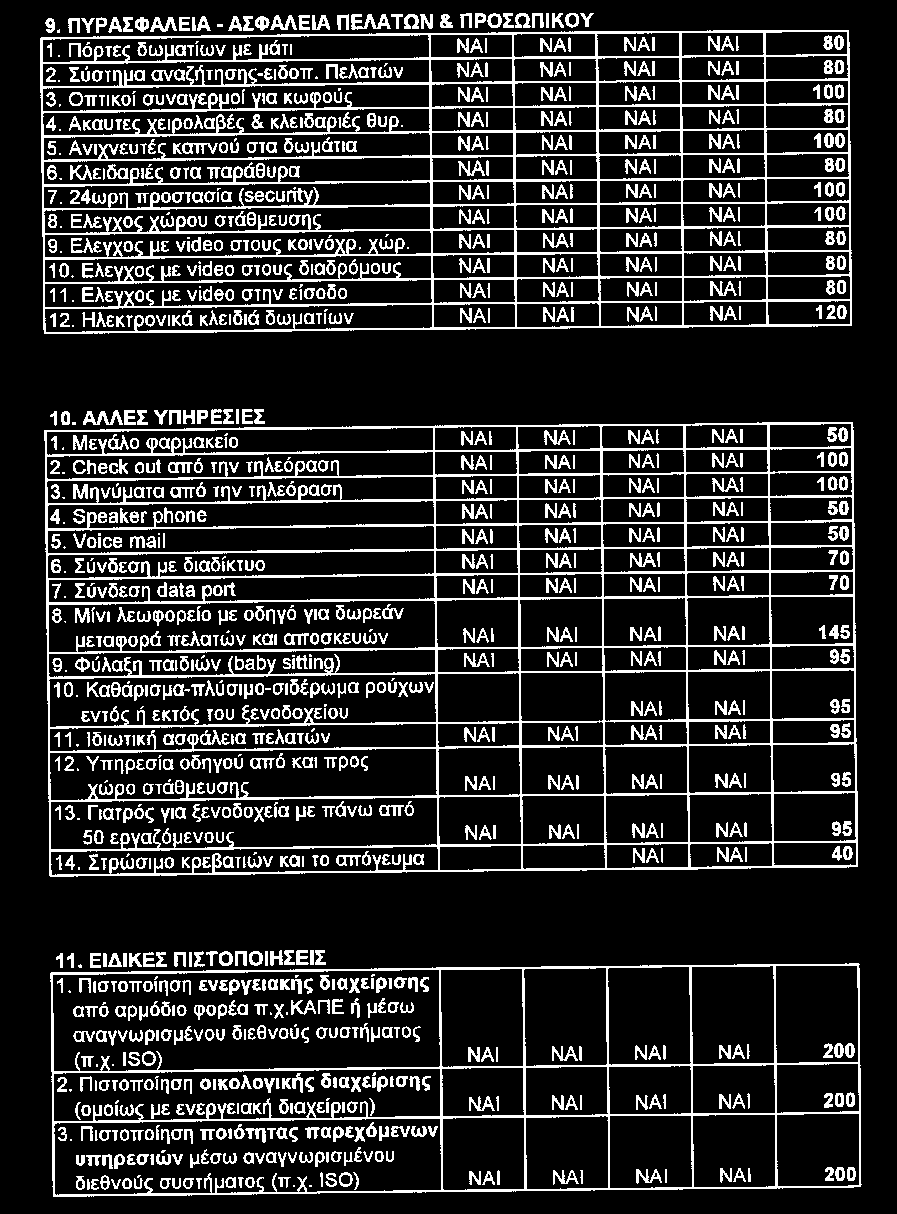 9. ΠΥΡΑΣΦΑΛΕΙΑ - ΑΣΦΑΛΕΙΑ ΠΕΛΑΤΩΝ & ΠΡΟΣΩΠΙΚΟΥ
1. Πόρτες δωματίων με μάτι ΝΑΙ ΝΑΙ ΝΑΙ ΝΑΙ 80
2. Σύστημα αναζήτησης-ειδοπ. Πελατών ΝΑΙ ΝΑΙ ΝΑΙ ΝΑΙ 80
3. Οπτικοί συναγερμοί για κωφούς ΝΑΙ ΝΑΙ ΝΑΙ ΝΑΙ 100
4. Ακαυτες χειρολαβές & κλειδαριές θυρ. ΝΑΙ ΝΑΙ ΝΑΙ ΝΑΙ 80
5. Ανιχνευτές καπνού στα δωμάτια ΝΑΙ ΝΑΙ ΝΑΙ ΝΑΙ 100
6. Κλειδαριές στα παράθυρα ΝΑΙ ΝΑΙ ΝΑΙ ΝΑΙ 80
7. 24ωρη προστασία (security) ΝΑΙ ΝΑΙ ΝΑΙ ΝΑΙ 100
8. Ελεγχος χώρου στάθμευσης ΝΑΙ ΝΑΙ ΝΑΙ ΝΑΙ 100
9. Ελεγχος με video στους κοινόχρ. χώρ. ΝΑΙ ΝΑΙ ΝΑΙ ΝΑΙ 80
10. Ελεγχος με video στους διαδρόμους ΝΑΙ ΝΑΙ ΝΑΙ ΝΑΙ 80
11. Ελεγχος με video στην είσοδο ΝΑΙ ΝΑΙ ΝΑΙ ΝΑΙ 80
12. Ηλεκτρονικά κλειδιά δωματίων ΝΑΙ ΝΑΙ ΝΑΙ ΝΑΙ 120
10. ΑΛΛΕΣ ΥΠΗΡΕΣΙΕΣ
1. Μεγάλο φαρμακείο ΝΑΙ ΝΑΙ ΝΑΙ ΝΑΙ 50
2. Check out από την τηλεόραση ΝΑΙ ΝΑΙ ΝΑΙ ΝΑΙ 100
3. Μηνύματα από την τηλεόραση ΝΑΙ ΝΑΙ ΝΑΙ ΝΑΙ 100
4. Speaker phone ΝΑΙ ΝΑΙ ΝΑΙ ΝΑΙ 50
5. Voice mail ΝΑΙ ΝΑΙ ΝΑΙ ΝΑΙ 50
6. Σύνδεση με διαδίκτυο ΝΑΙ ΝΑΙ ΝΑΙ ΝΑΙ 70
7. Σύνδεση data port ΝΑΙ ΝΑΙ ΝΑΙ ΝΑΙ 70
8. Μίνι λεωφορείο με οδηγό για δωρεάν
μεταφορά πελατών και αποσκευών ΝΑΙ ΝΑΙ ΝΑΙ ΝΑΙ 145
9. Φύλαξη παιδιών (baby sitting) ΝΑΙ ΝΑΙ ΝΑΙ ΝΑΙ 95
10. Καθάρισμα-πλύσιμο-σιδέρωμα ρούχων
εντός ή εκτός του ξενοδοχείου ΝΑΙ ΝΑΙ 95
11. Ιδιωτική ασφάλεια πελατών ΝΑΙ ΝΑΙ ΝΑΙ ΝΑΙ 95
12. Υπηρεσία οδηγού από και προς
χώρο στάθμευσης ΝΑΙ ΝΑΙ ΝΑΙ ΝΑΙ 95
13. Γιατρός για ξενοδοχεία με πάνω από
50 εργαζόμενους ΝΑΙ ΝΑΙ ΝΑΙ ΝΑΙ 95
14. Στρώσιμο κρεβατιών και το απόγευμα ΝΑΙ ΝΑΙ 40
11. ΕΙΔΙΚΕΣ ΠΙΣΤΟΠΟΙΗΣΕΙΣ
1. Πιστοποίηση ενεργειακής διαχείρισης
από αρμόδιο φορέα π.χ.ΚΑΠΕ ή μέσω
αναγνωρισμένου διεθνούς συστήματος
(π.χ. ISO) ΝΑΙ ΝΑΙ ΝΑΙ ΝΑΙ 200
2. Πιστοποίηση οικολογικής διαχείρισης
(ομοίως με ενεργειακή διαχείριση) ΝΑΙ ΝΑΙ ΝΑΙ ΝΑΙ 200
3. Πιστοποίηση ποιότητας παρεχόμενων
υπηρεσιών μέσω αναγνωρισμένου
διεθνούς συστήματος (π.χ. ISO) ΝΑΙ ΝΑΙ ΝΑΙ ΝΑΙ 200